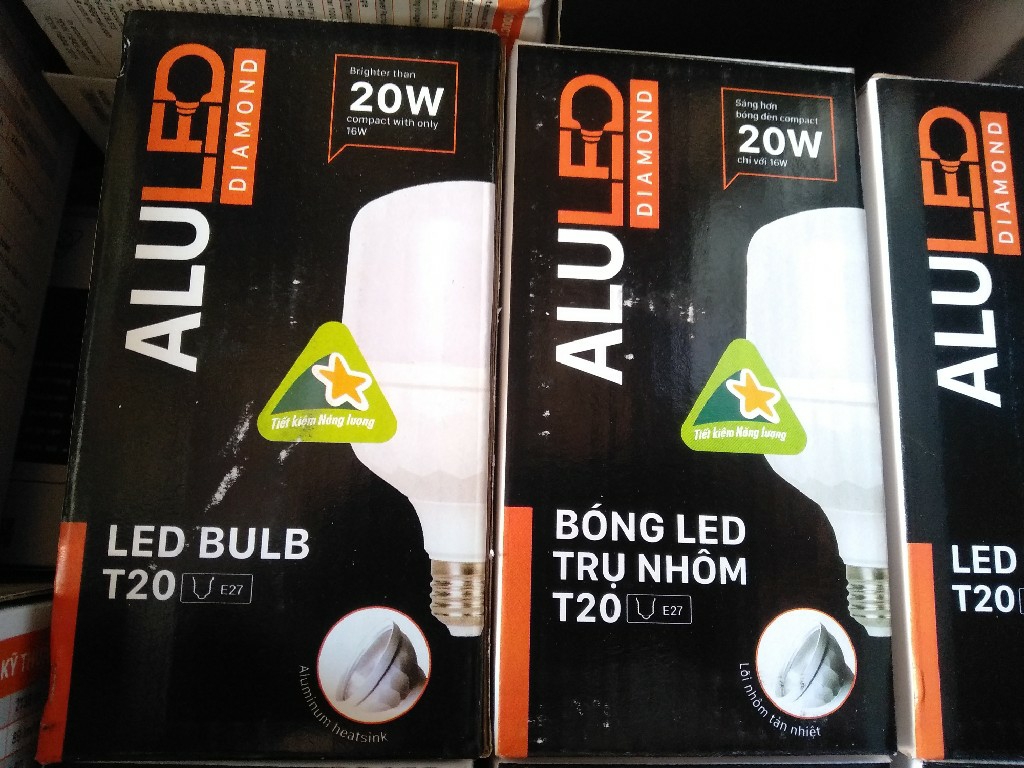 ALULED
DIAMOND
Brighter than
20W
compact with only
16W
Tiết kiệm Năng lượng
LED BULB
T20 E27
Aluminum heatsink
ALULED
DIAMOND
Sáng hơn
bóng đèn compact
20W
chỉ với 16W
Tiết kiệm Năng lượng
BÓNG LED
TRỤ NHÔM
T20 E27
Lõi nhôm tản nhiệt
ALULED
DIAMOND
LED
T20